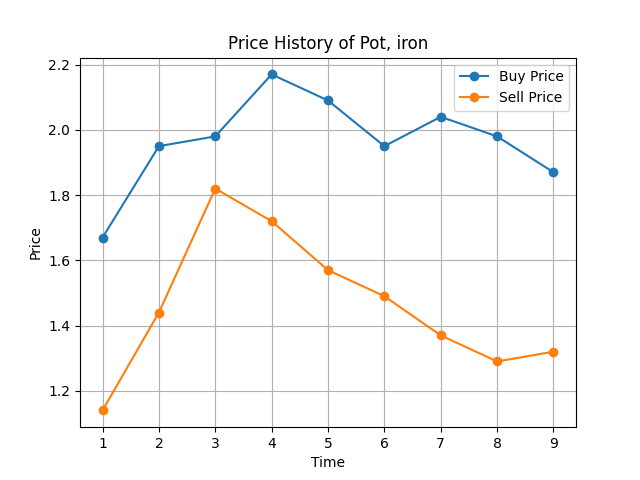 Price History of Pot, iron
Buy Price
Sell Price
Price
2.2
2.0
1.8
1.6
1.4
1.2
1 2 3 4 5 6 7 8 9
Time